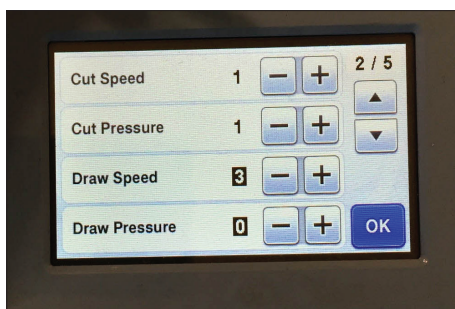 Cut Speed 1 − + 2 / 5
Cut Pressure 1 − +
Draw Speed 3 − +
Draw Pressure 0 − + OK